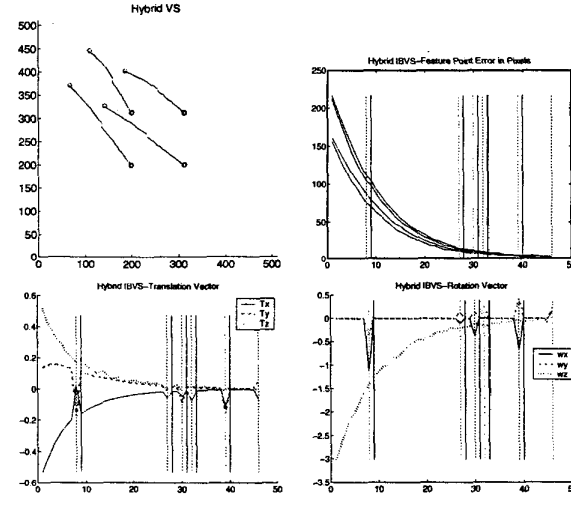 Hybrid VS
500
450
400
350
300
250
200
150
100
50
0
0 100 200 300 400 500
Hybrid IBVS–Feature Point Error in Pixels
250
200
150
100
50
0
0 10 20 30 40 50
Hybrid IBVS–Translation Vector
Tx
Ty
Tz
0.6
0.4
0.2
0
−0.2
−0.4
−0.6
0 10 20 30 40 50
Hybrid IBVS–Rotation Vector
0.5
0
−0.5
−1
−1.5
−2
−2.5
−3
−3.5
wx
wy
wz
0 10 20 30 40 50